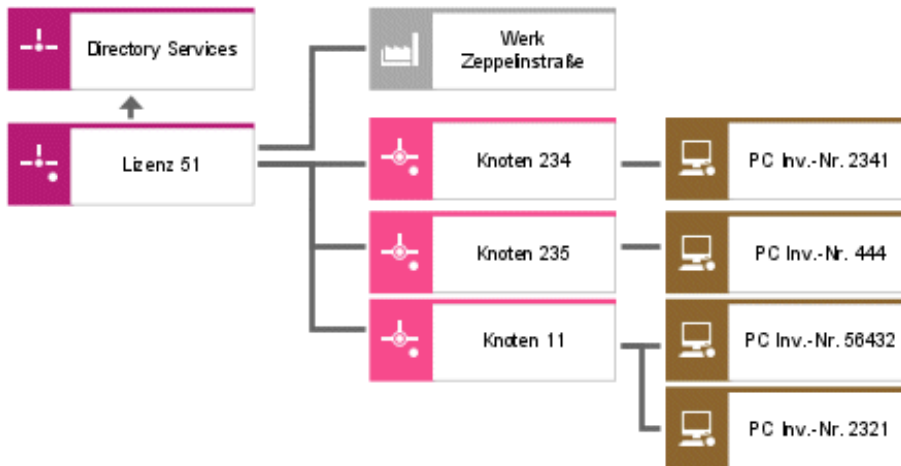 Directory Services
Werk
Zeppelinstraße
Lizenz 51
Knoten 234
PC Inv.-Nr. 2341
Knoten 235
PC Inv.-Nr. 444
Knoten 11
PC Inv.-Nr. 56432
PC Inv.-Nr. 2321